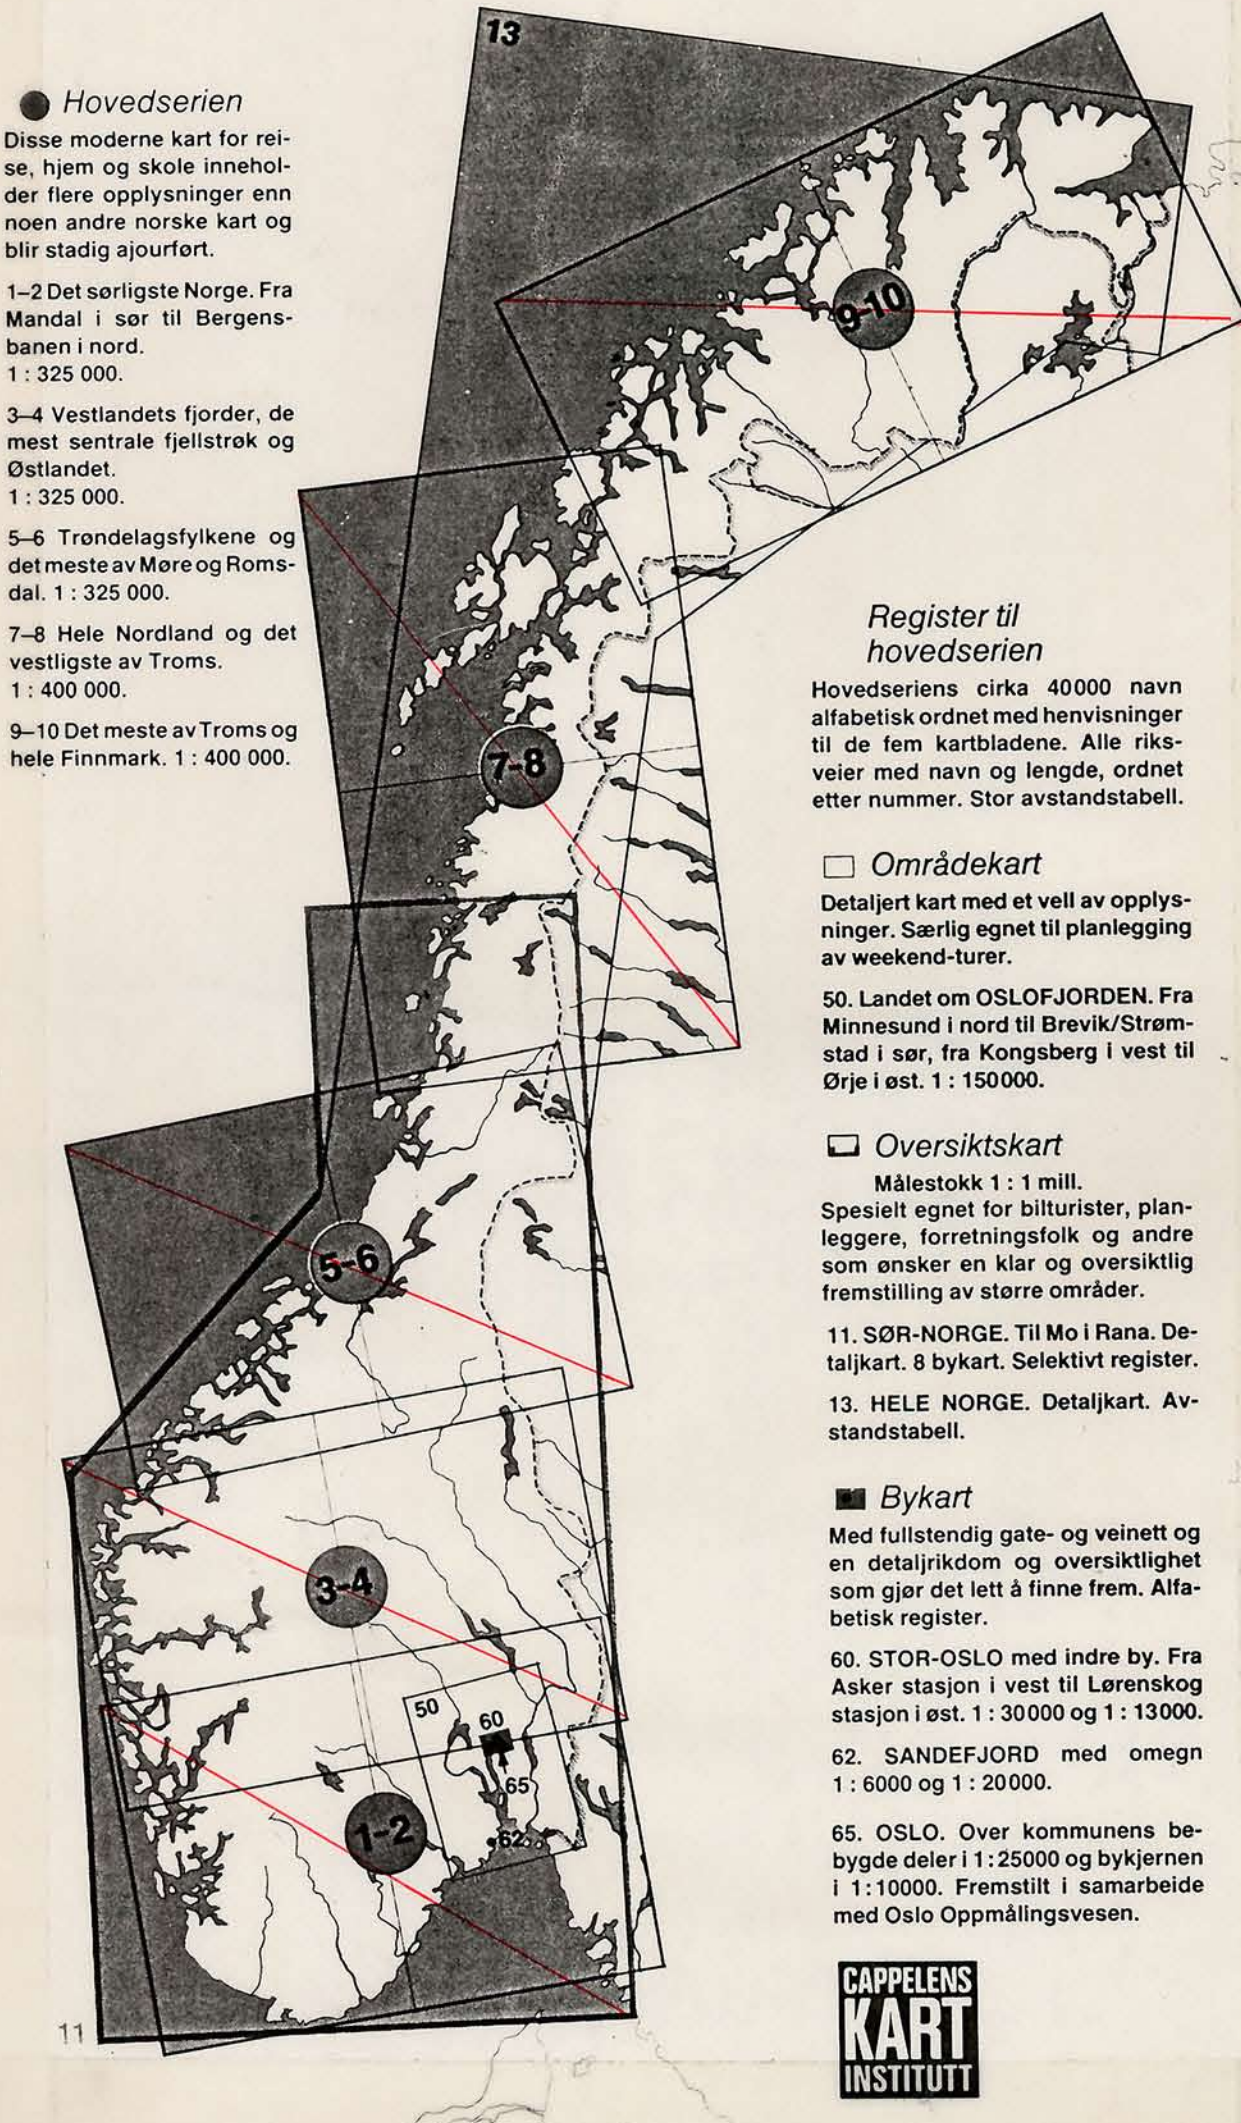 13
Hovedserien
Disse moderne kart for rei-
se, hjem og skole innehol-
der flere opplysninger enn
noen andre norske kart og
blir stadig ajourført.
1–2 Det sørligste Norge. Fra
Mandal i sør til Bergens-
banen i nord.
1 : 325 000.
3–4 Vestlandets fjorder, de
mest sentrale fjellstrøk og
Østlandet.
1 : 325 000.
5–6 Trøndelagsfylkene og
det meste av Møre og Roms-
dal. 1 : 325 000.
7–8 Hele Nordland og det
vestligste av Troms.
1 : 400 000.
9–10 Det meste av Troms og
hele Finnmark. 1 : 400 000.
9-10
7-8
5-6
3-4
50
60
65
62
1-2
11
Register til
hovedserien
Hovedseriens cirka 40000 navn
alfabetisk ordnet med henvisninger
til de fem kartbladene. Alle riks-
veier med navn og lengde, ordnet
etter nummer. Stor avstandstabell.
Områdekart
Detaljert kart med et vell av opplys-
ninger. Særlig egnet til planlegging
av weekend-turer.
50. Landet om OSLOFJORDEN. Fra
Minnesund i nord til Brevik/Strøm-
stad i sør, fra Kongsberg i vest til
Ørje i øst. 1 : 150000.
Oversiktskart
Målestokk 1 : 1 mill.
Spesielt egnet for bilturister, plan-
leggere, forretningsfolk og andre
som ønsker en klar og oversiktlig
fremstilling av større områder.
11. SØR-NORGE. Til Mo i Rana. De-
taljkart. 8 bykart. Selektivt register.
13. HELE NORGE. Detaljkart. Av-
standstabell.
Bykart
Med fullstendig gate- og veinett og
en detaljrikdom og oversiktlighet
som gjør det lett å finne frem. Alfa-
betisk register.
60. STOR-OSLO med indre by. Fra
Asker stasjon i vest til Lørenskog
stasjon i øst. 1 : 30000 og 1 : 13000.
62. SANDEFJORD med omegn
1 : 6000 og 1 : 20000.
65. OSLO. Over kommunens be-
bygde deler i 1:25000 og bykjernen
i 1:10000. Fremstilt i samarbeide
med Oslo Oppmålingsvesen.
CAPPELENS
KART
INSTITUTT